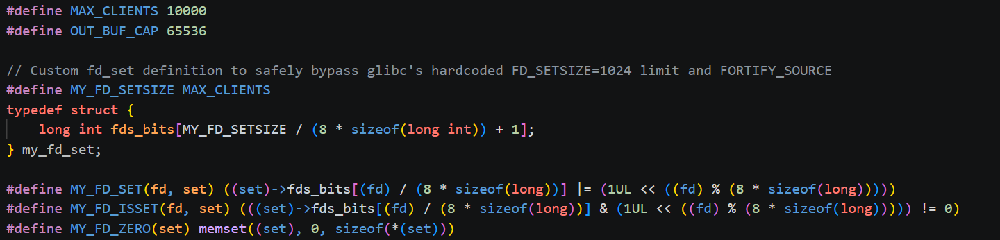 #define MAX_CLIENTS 10000
#define OUT_BUF_CAP 65536
// Custom fd_set definition to safely bypass glibc's hardcoded FD_SETSIZE=1024 limit and FORTIFY_SOURCE
#define MY_FD_SETSIZE MAX_CLIENTS
typedef struct {
    long int fds_bits[MY_FD_SETSIZE / (8 * sizeof(long int)) + 1];
} my_fd_set;
#define MY_FD_SET(fd, set) ((set)->fds_bits[(fd) / (8 * sizeof(long))] |= (1UL << ((fd) % (8 * sizeof(long)))))
#define MY_FD_ISSET(fd, set) (((set)->fds_bits[(fd) / (8 * sizeof(long))] & (1UL << ((fd) % (8 * sizeof(long))))) != 0)
#define MY_FD_ZERO(set) memset((set), 0, sizeof(*(set)))